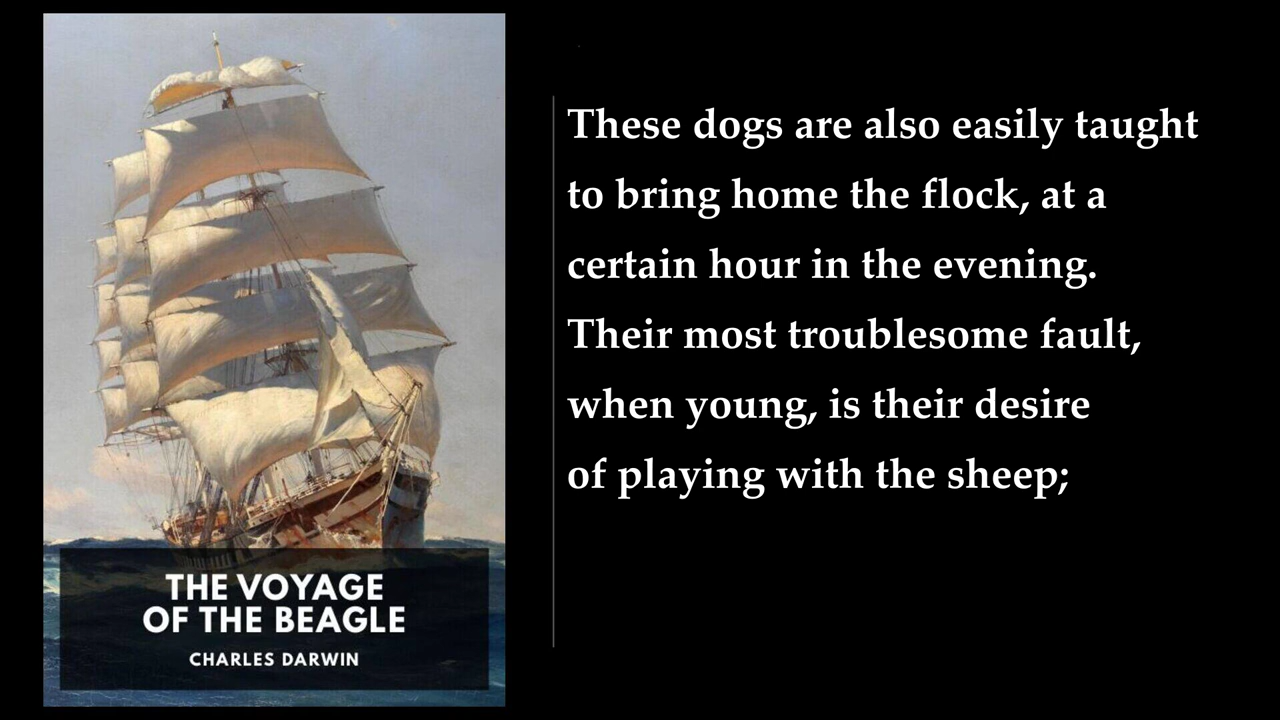 THE VOYAGE
OF THE BEAGLE
CHARLES DARWIN
These dogs are also easily taught
to bring home the flock, at a
certain hour in the evening.
Their most troublesome fault,
when young, is their desire
of playing with the sheep;